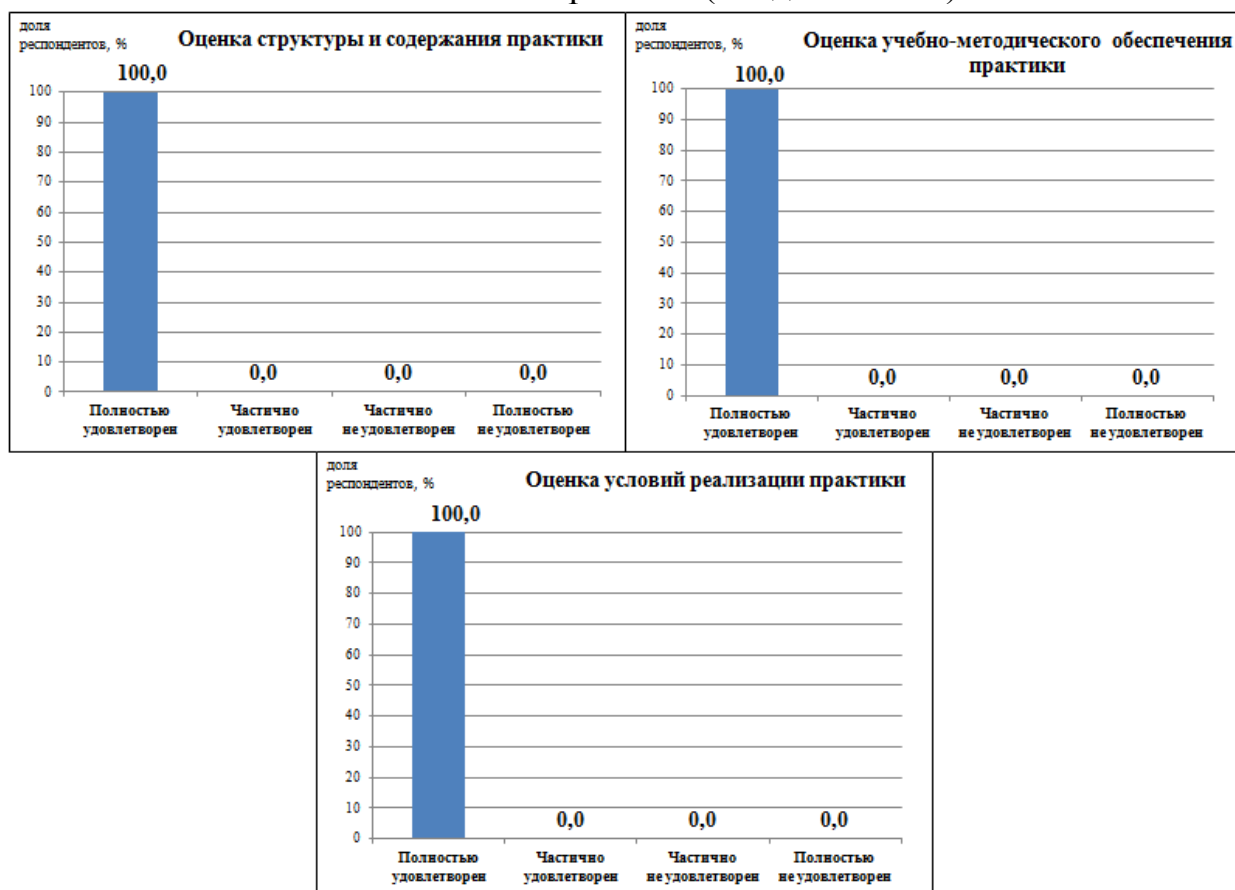 доля
респондентов, %
Оценка структуры и содержания практики
100,0
100
90
80
70
60
50
40
30
20
10
0
0,0
0,0
0,0
Полностью
удовлетворен
Частично
удовлетворен
Частично
не удовлетворен
Полностью
не удовлетворен
доля
респондентов, %
Оценка учебно-методического обеспечения
практики
100,0
100
90
80
70
60
50
40
30
20
10
0
0,0
0,0
0,0
Полностью
удовлетворен
Частично
удовлетворен
Частично
не удовлетворен
Полностью
не удовлетворен
доля
респондентов, %
Оценка условий реализации практики
100,0
100
90
80
70
60
50
40
30
20
10
0
0,0
0,0
0,0
Полностью
удовлетворен
Частично
удовлетворен
Частично
не удовлетворен
Полностью
не удовлетворен